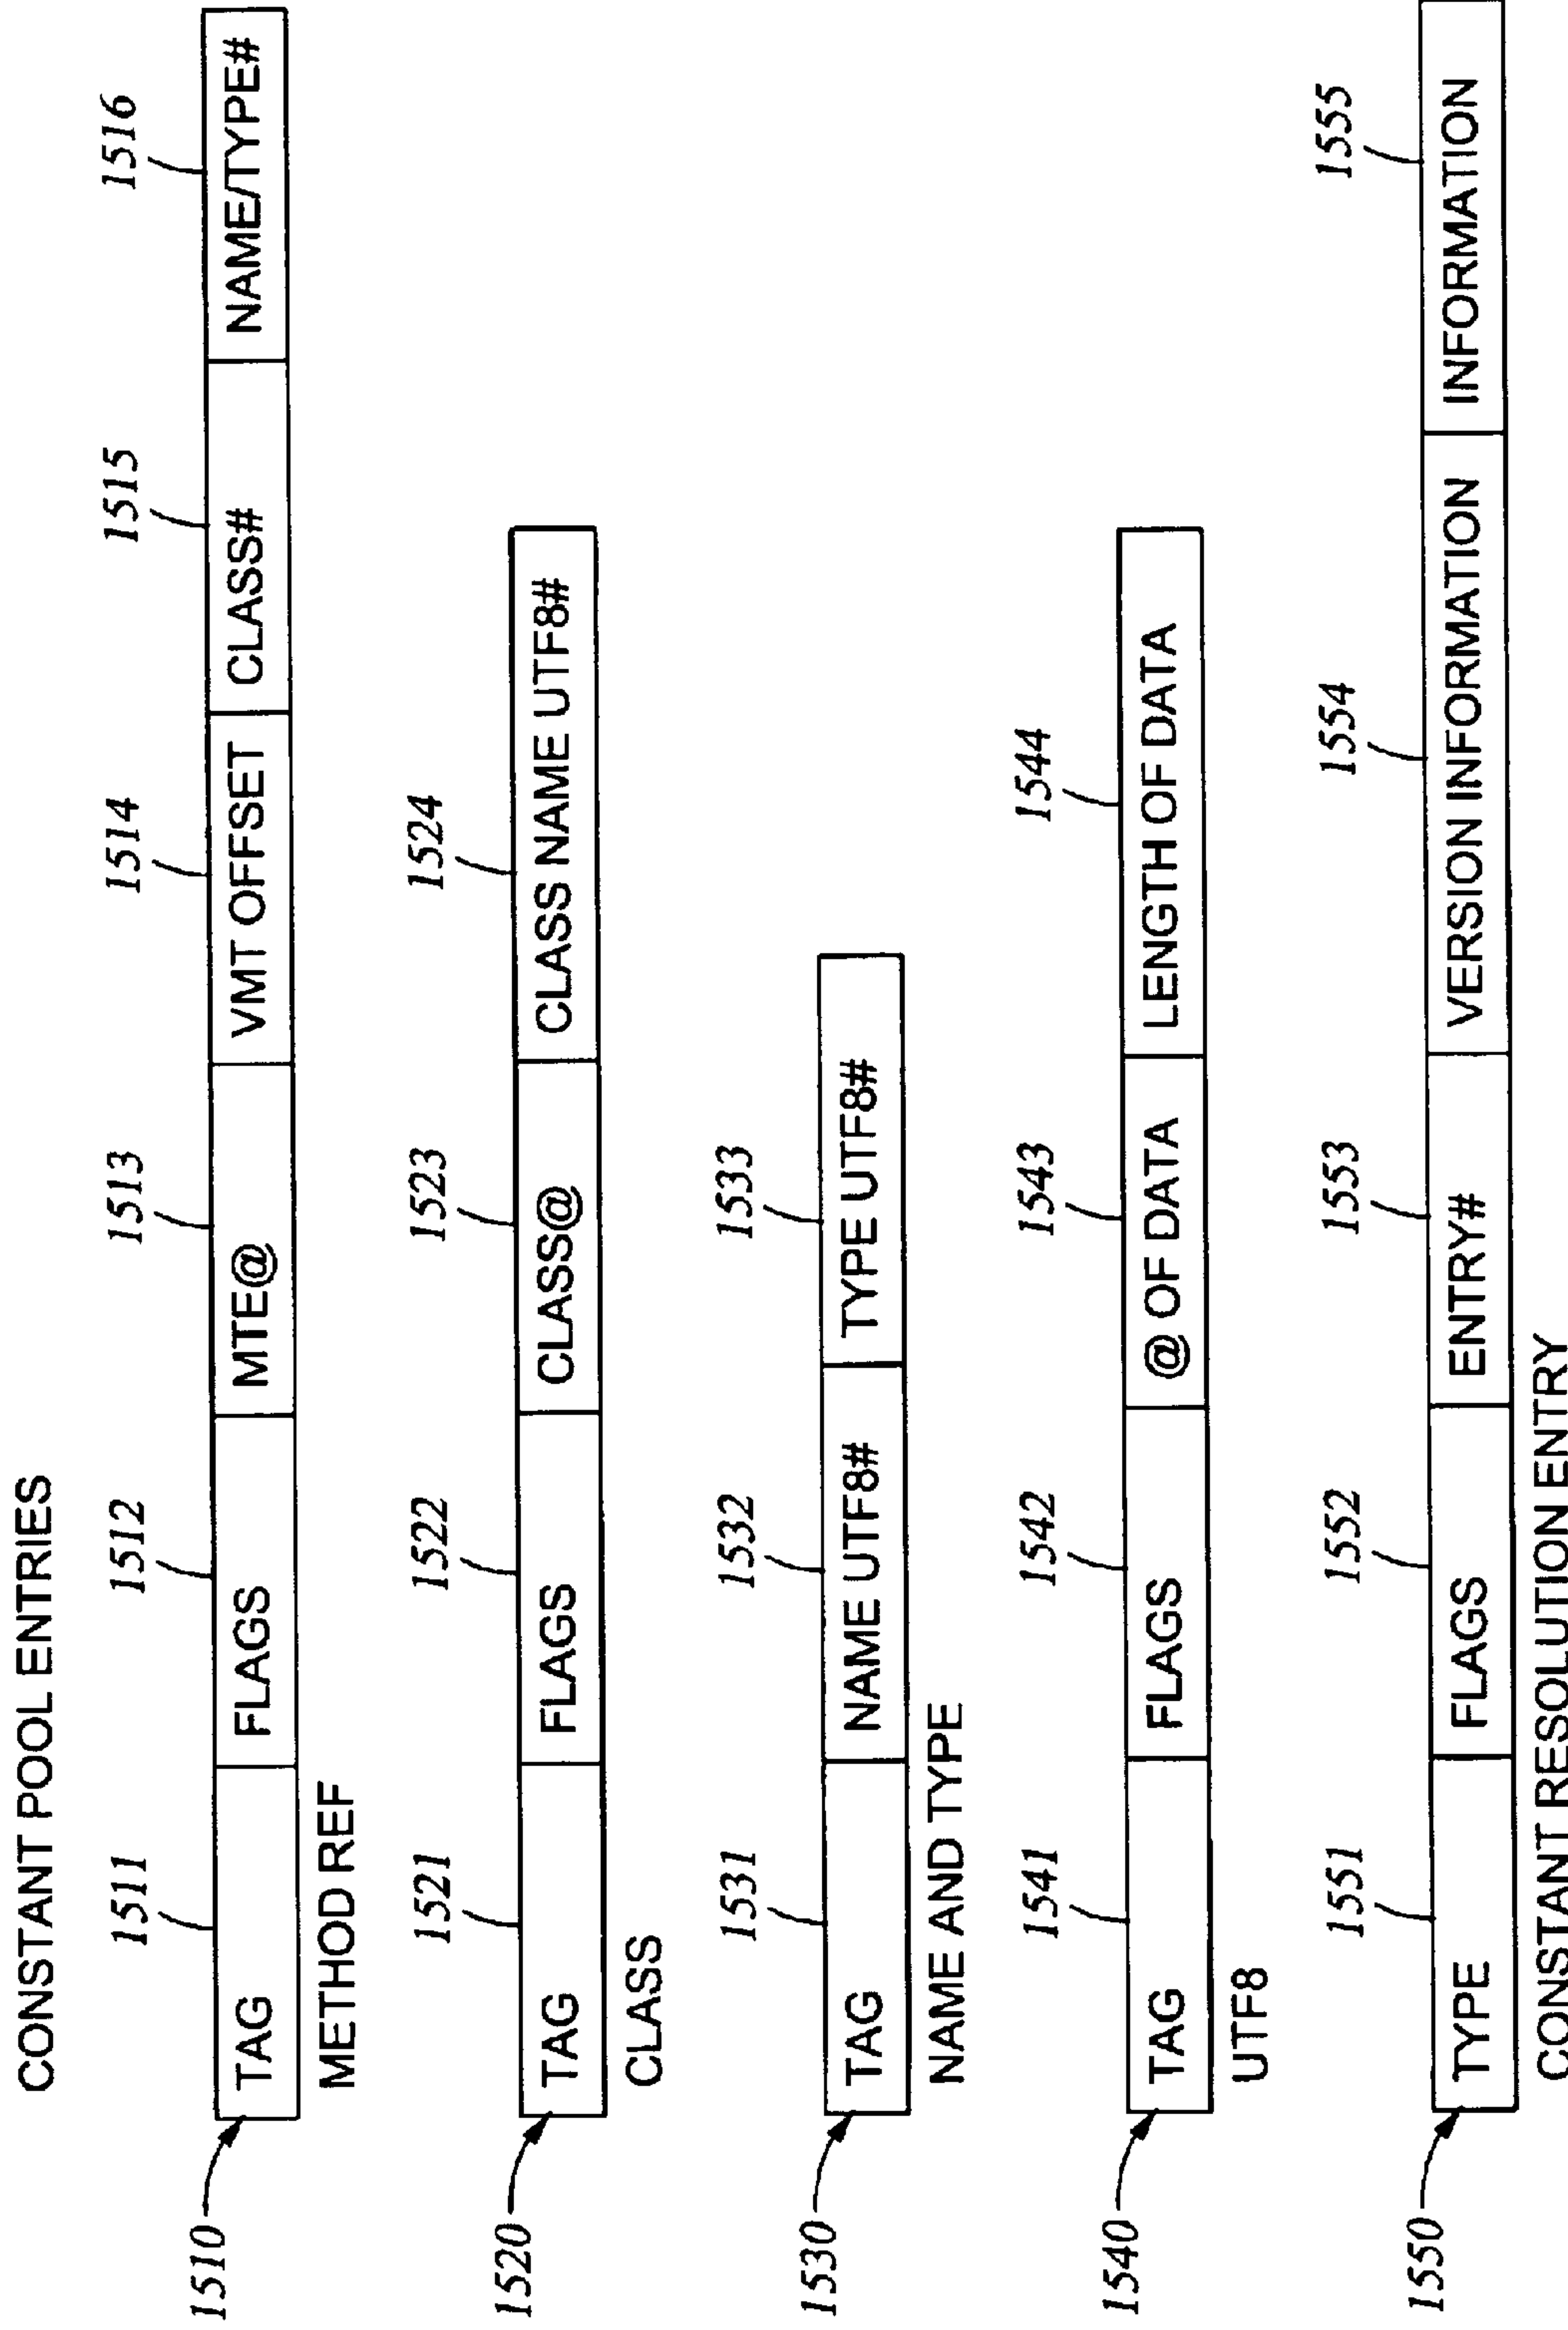 CONSTANT POOL ENTRIES
1511 1512 1513 1514 1515 1516
1510 TAG FLAGS MTE@ VMT OFFSET CLASS# NAME/TYPE#
METHOD REF
1521 1522 1523 1524
1520 TAG FLAGS CLASS@ CLASS NAME UTF8#
CLASS
1531 1532 1533
1530 TAG NAME UTF8# TYPE UTF8#
NAME AND TYPE
1541 1542 1543 1544
1540 TAG FLAGS @ OF DATA LENGTH OF DATA
UTF8
1551 1552 1553 1554 1555
1550 TYPE FLAGS ENTRY# VERSION INFORMATION INFORMATION
CONSTANT RESOLUTION ENTRY